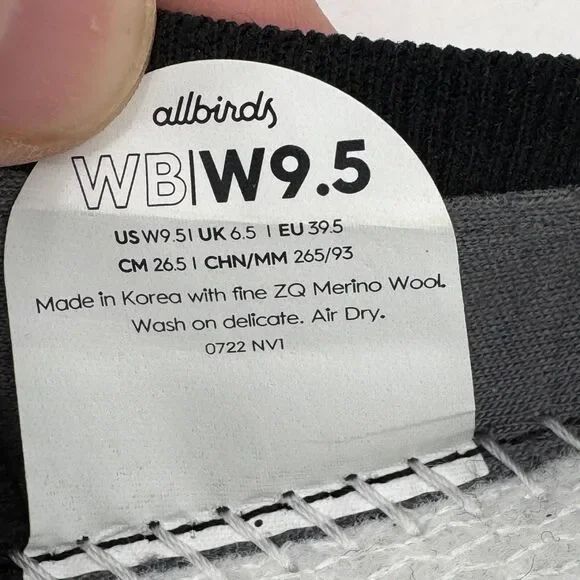 allbirds
WB|W9.5
US W9.5 | UK 6.5 | EU 39.5
CM 26.5 | CHN/MM 265/93
Made in Korea with fine ZQ Merino Wool.
Wash on delicate. Air Dry.
0722 NV1